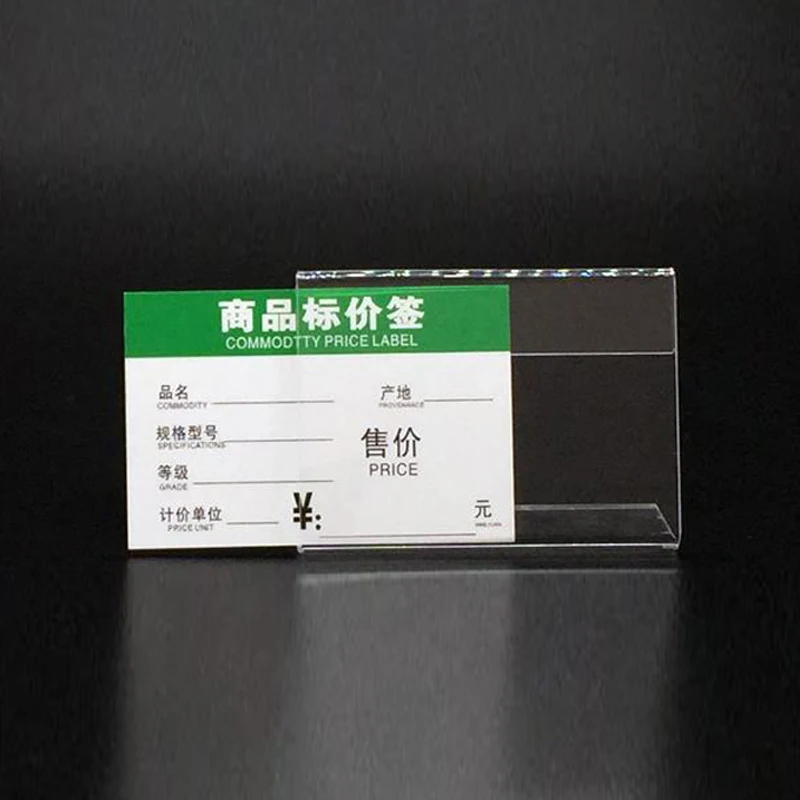 商品标价签
COMMODTTY PRICE LABEL
品名
COMMODITY
产地
规格型号
SPECIFICATIONS
售价
PRICE
等级
GRADE
计价单位
PRICE UNIT
¥:
元